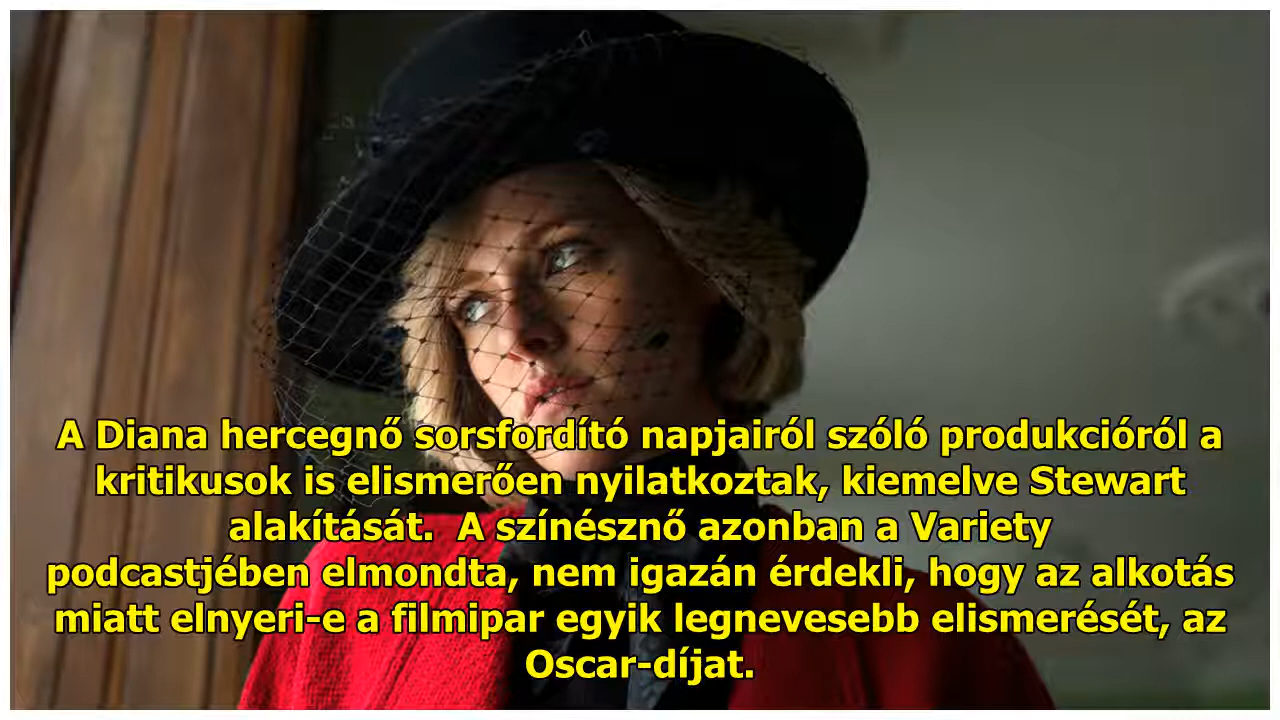 A Diana hercegnő sorsfordító napjairól szóló produkcióról a
kritikusok is elismerően nyilatkoztak, kiemelve Stewart
alakítását.  A színésznő azonban a Variety
podcastjében elmondta, nem igazán érdekli, hogy az alkotás
miatt elnyeri-e a filmipar egyik legnevesebb elismerését, az
Oscar-díjat.